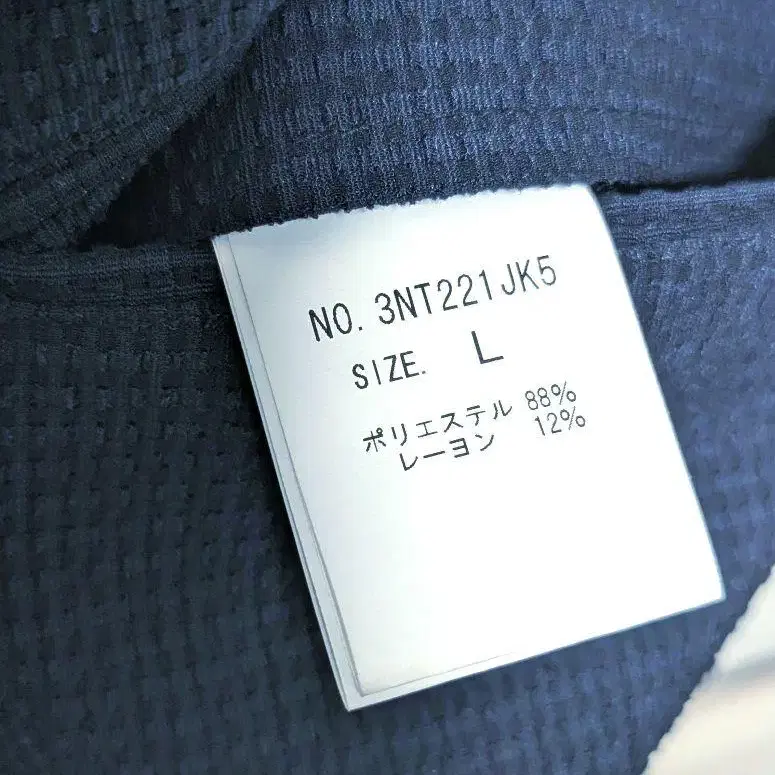 NO. 3NT221JK5
SIZE. L
ポリエステル 88%
レーヨン 12%